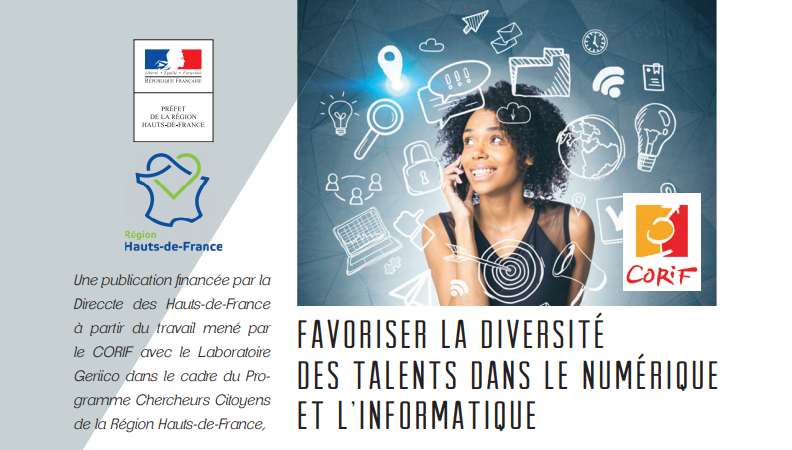 Liberté • Égalité • Fraternité
RÉPUBLIQUE FRANÇAISE
PRÉFET
DE LA RÉGION
HAUTS-DE-FRANCE
Région
Hauts-de-France
Une publication financée par la
Direccte des Hauts-de-France
à partir du travail mené par
le CORIF avec le Laboratoire
Geriico dans le cadre du Pro-
gramme Chercheurs Citoyens
de la Région Hauts-de-France,
CORiF
FAVORISER LA DIVERSITÉ
DES TALENTS DANS LE NUMÉRIQUE
ET L'INFORMATIQUE